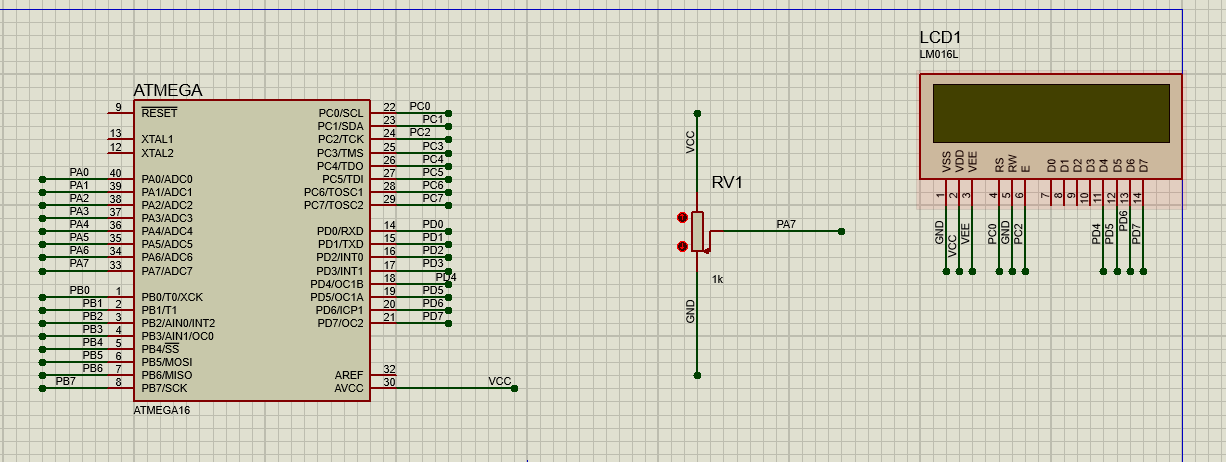 ATMEGA
9 RESET
13 XTAL1
12 XTAL2
PA0 40 PA0/ADC0
PA1 39 PA1/ADC1
PA2 38 PA2/ADC2
PA3 37 PA3/ADC3
PA4 36 PA4/ADC4
PA5 35 PA5/ADC5
PA6 34 PA6/ADC6
PA7 33 PA7/ADC7
PB0 1 PB0/T0/XCK
PB1 2 PB1/T1
PB2 3 PB2/AIN0/INT2
PB3 4 PB3/AIN1/OC0
PB4 5 PB4/SS
PB5 6 PB5/MOSI
PB6 7 PB6/MISO
PB7 8 PB7/SCK
PC0/SCL 22 PC0
PC1/SDA 23 PC1
PC2/TCK 24 PC2
PC3/TMS 25 PC3
PC4/TDO 26 PC4
PC5/TDI 27 PC5
PC6/TOSC1 28 PC6
PC7/TOSC2 29 PC7
PD0/RXD 14 PD0
PD1/TXD 15 PD1
PD2/INT0 16 PD2
PD3/INT1 17 PD3
PD4/OC1B 18 PD4
PD5/OC1A 19 PD5
PD6/ICP1 20 PD6
PD7/OC2 21 PD7
AREF 32
AVCC 30 VCC
ATMEGA16
VCC
RV1
PA7
1k
GND
LCD1
LM016L
VSS VDD VEE RS RW E D0 D1 D2 D3 D4 D5 D6 D7
1 2 3 4 5 6 7 8 9 10 11 12 13 14
GND VCC VEE PC0 GND PC2 PD4 PD5 PD6 PD7